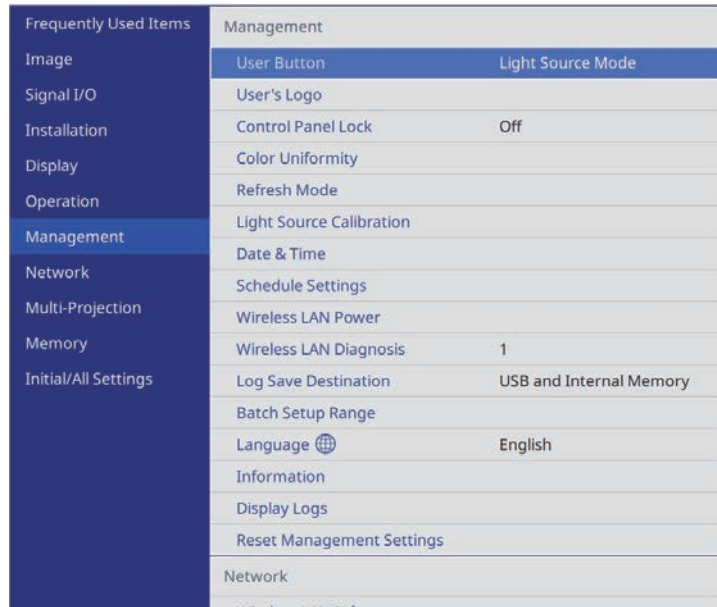 Frequently Used Items
Image
Signal I/O
Installation
Display
Operation
Management
Network
Multi-Projection
Memory
Initial/All Settings
Management
User Button Light Source Mode
User's Logo
Control Panel Lock Off
Color Uniformity
Refresh Mode
Light Source Calibration
Date & Time
Schedule Settings
Wireless LAN Power
Wireless LAN Diagnosis 1
Log Save Destination USB and Internal Memory
Batch Setup Range
Language English
Information
Display Logs
Reset Management Settings
Network